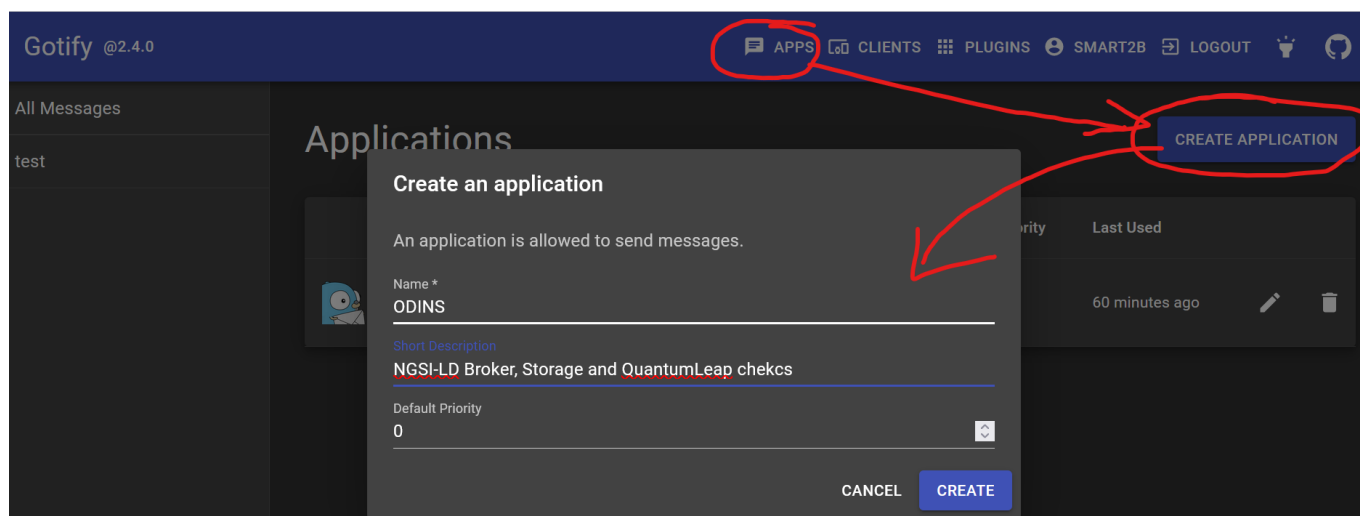 Gotify @2.4.0
APPS CLIENTS PLUGINS SMART2B LOGOUT
All Messages
test
Applications
CREATE APPLICATION
Create an application
An application is allowed to send messages.
Name *
ODINS
Short Description
NGSI-LD Broker, Storage and QuantumLeap chekcs
Default Priority
0
CANCEL CREATE
ority Last Used
60 minutes ago